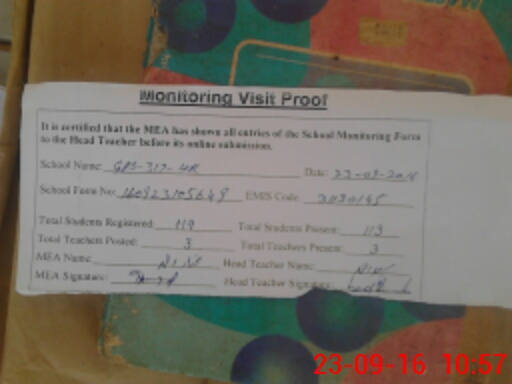 Monitoring Visit Proof
It is certified that the MEA has shown all entries of the School Monitoring Form
to the Head Teacher before its online submission.
School Name: GPS-317-HR Date: 23-09-2016
School Form No: EMIS Code:
Total Students Registered: 119 Total Students Present: 113
Total Teachers Posted: 3 Total Teachers Present: 3
MEA Name: Head Teacher Name:
MEA Signature: Head Teacher Signature:
23-09-16 10:57